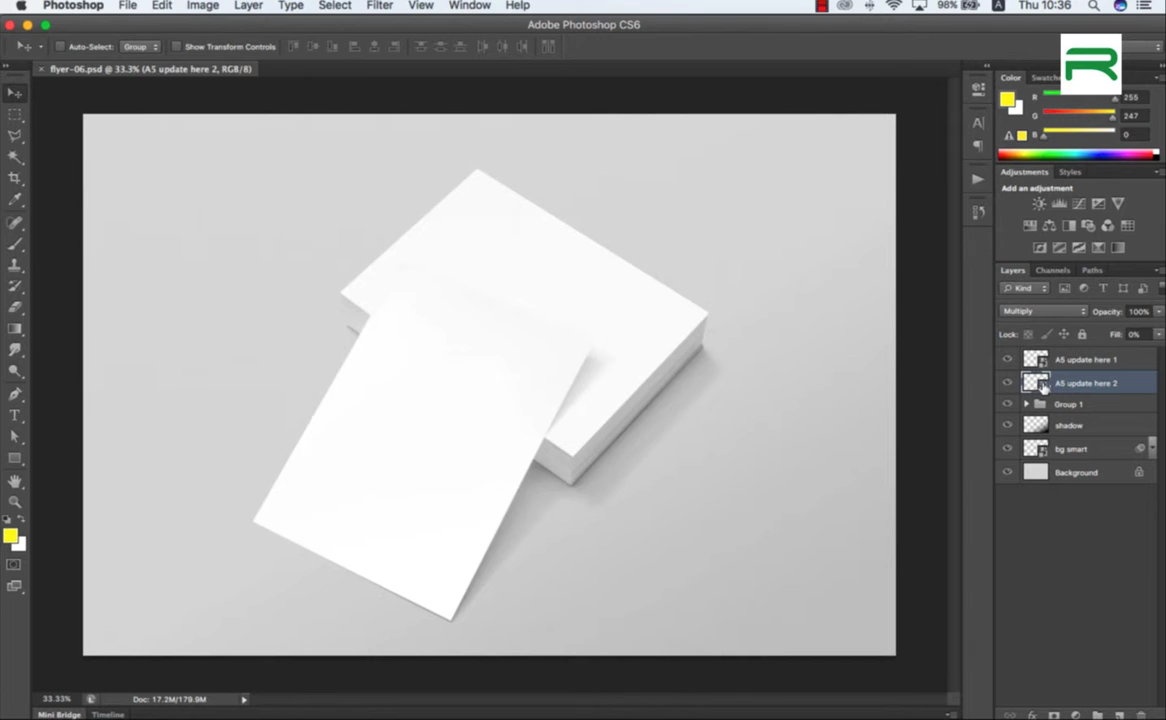 Photoshop File Edit Image Layer Type Select Filter View Window Help 98% A Thu 10:36
Adobe Photoshop CS6
Auto-Select: Group Show Transform Controls
flyer-06.psd @ 33.3% (A5 update here 2, RGB/8)
R
Color Swatche
R 255
G 247
B 0
Adjustments Styles
Add an adjustment
Layers Channels Paths
Kind
Multiply Opacity: 100%
Lock: Fill: 0%
A5 update here 1
A5 update here 2
Group 1
shadow
bg smart
Background
33.33% Doc: 17.2M/179.9M
Mini Bridge Timeline